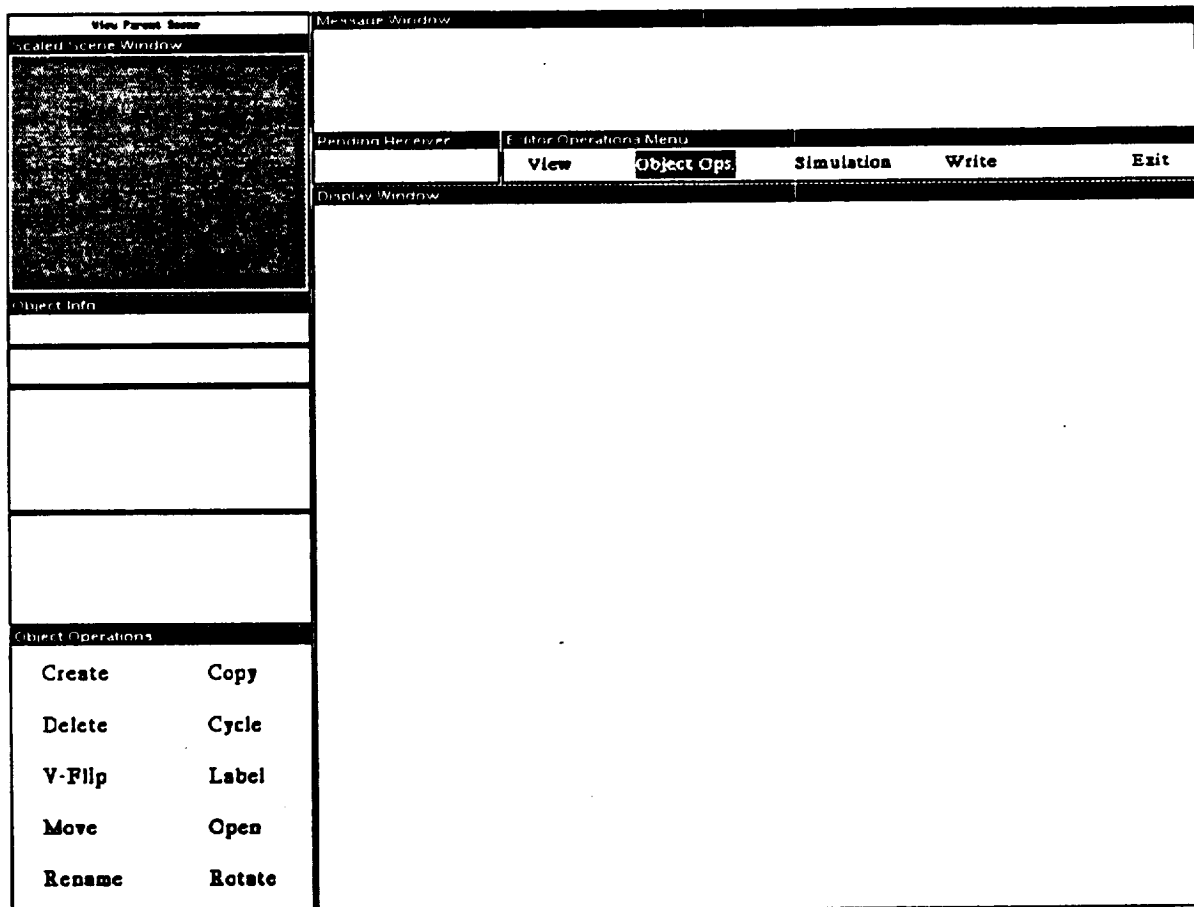 View Parent Scene
Scaled Scene Window
Message Window
Pending Receiver
Editor Operations Menu
View Object Ops. Simulation Write Exit
Display Window
Object Info
Object Operations
Create Copy
Delete Cycle
V-Flip Label
Move Open
Rename Rotate